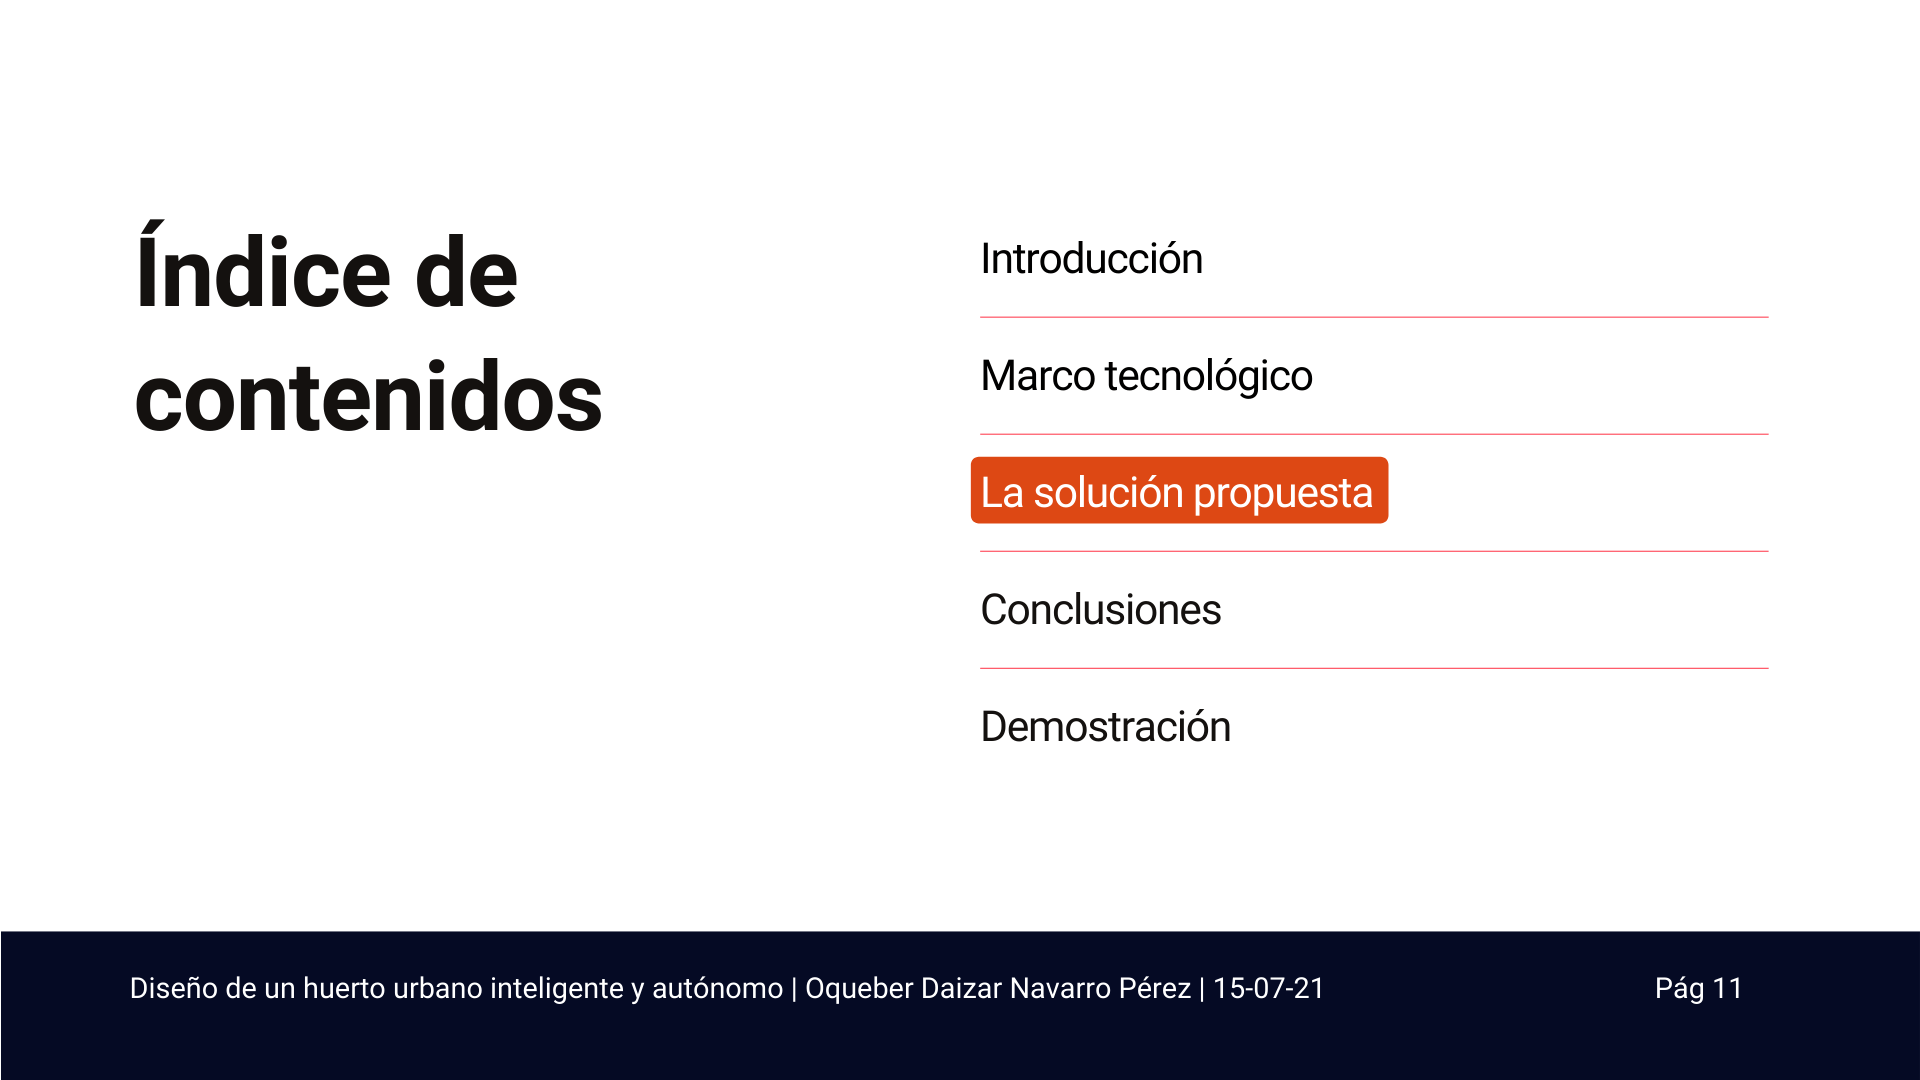 Índice de
contenidos
Introducción
Marco tecnológico
La solución propuesta
Conclusiones
Demostración
Diseño de un huerto urbano inteligente y autónomo | Oqueber Daizar Navarro Pérez | 15-07-21
Pág 11